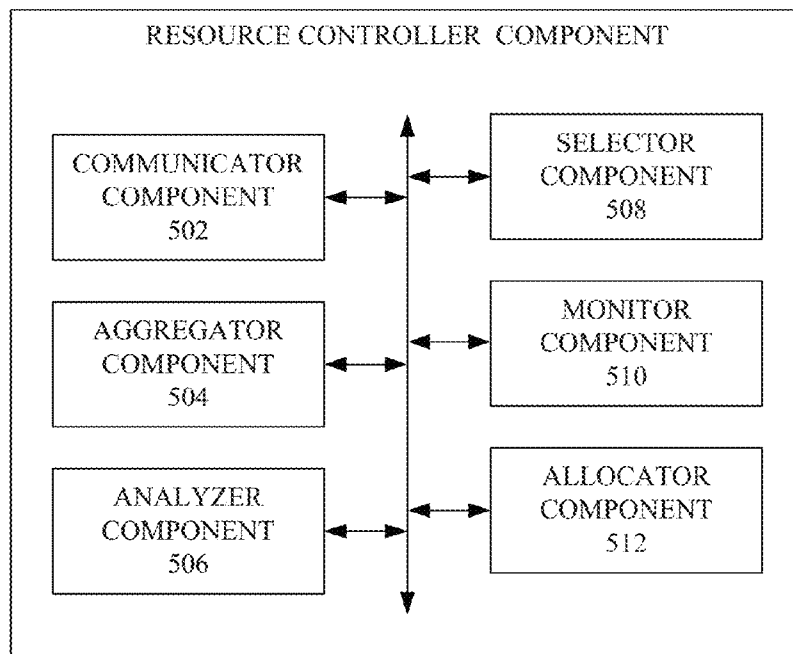 RESOURCE CONTROLLER COMPONENT
COMMUNICATOR
COMPONENT
502
AGGREGATOR
COMPONENT
504
ANALYZER
COMPONENT
506
SELECTOR
COMPONENT
508
MONITOR
COMPONENT
510
ALLOCATOR
COMPONENT
512